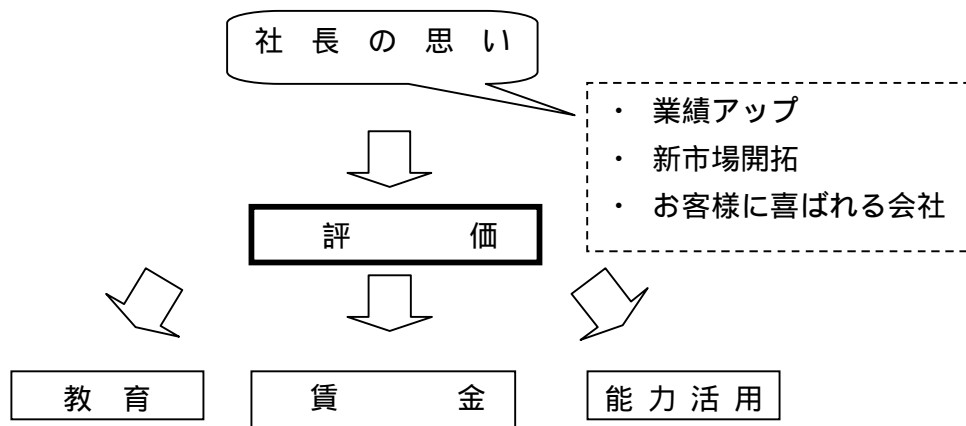 社長の思い
・ 業績アップ
・ 新市場開拓
・ お客様に喜ばれる会社
評価
教育
賃金
能力活用